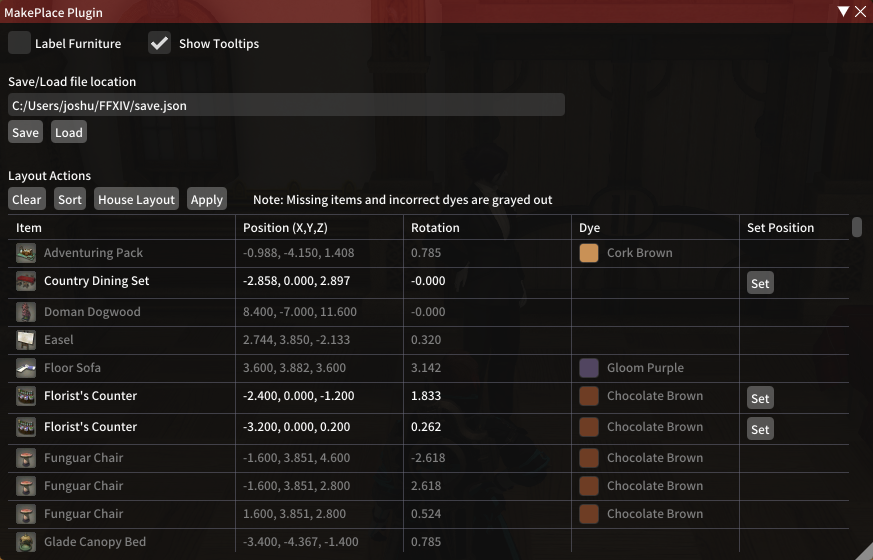 MakePlace Plugin
Label Furniture Show Tooltips
Save/Load file location
C:/Users/joshu/FFXIV/save.json
Save Load
Layout Actions
Clear Sort House Layout Apply Note: Missing items and incorrect dyes are grayed out
Item Position (X,Y,Z) Rotation Dye Set Position
Adventuring Pack -0.988, -4.150, 1.408 0.785 Cork Brown
Country Dining Set -2.858, 0.000, 2.897 -0.000 Set
Doman Dogwood 8.400, -7.000, 11.600 -0.000
Easel 2.744, 3.850, -2.133 0.320
Floor Sofa 3.600, 3.882, 3.600 3.142 Gloom Purple
Florist's Counter -2.400, 0.000, -1.200 1.833 Chocolate Brown Set
Florist's Counter -3.200, 0.000, 0.200 0.262 Chocolate Brown Set
Funguar Chair -1.600, 3.851, 4.600 -2.618 Chocolate Brown
Funguar Chair -1.600, 3.851, 2.800 2.618 Chocolate Brown
Funguar Chair 1.600, 3.851, 2.800 0.524 Chocolate Brown
Glade Canopy Bed -3.400, -4.367, -1.400 0.785